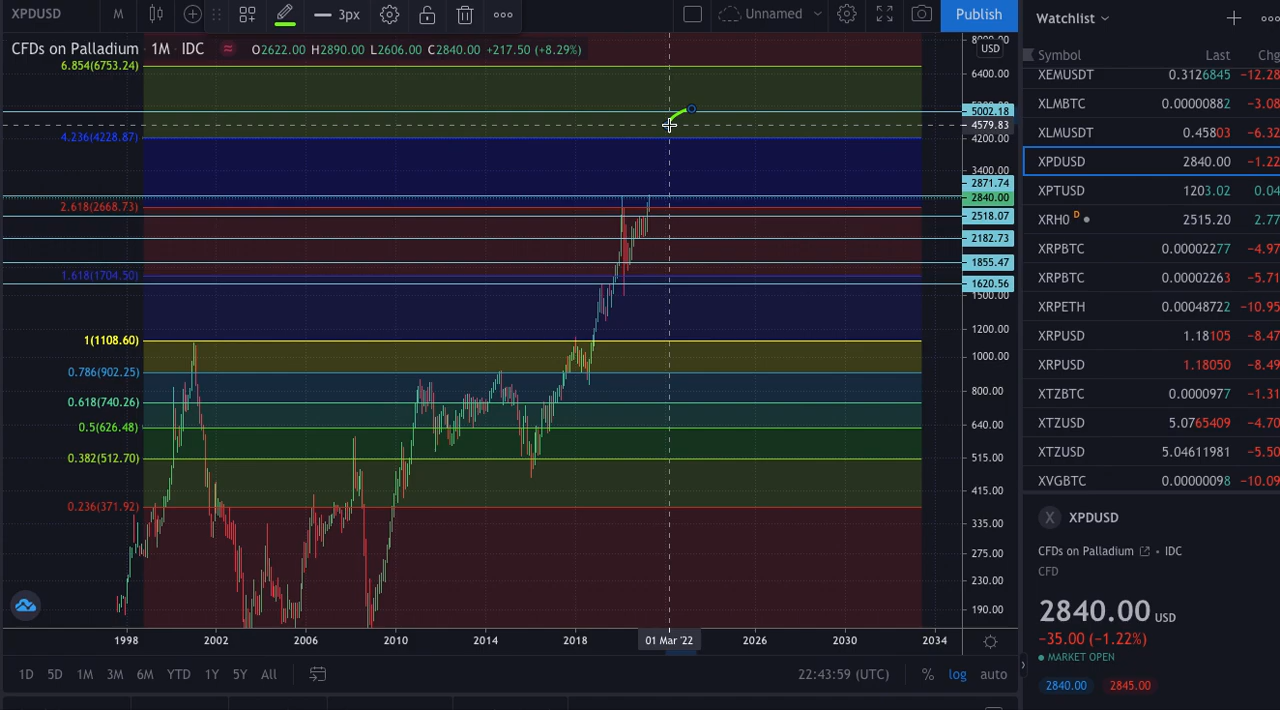 XPDUSD M 3px Unnamed Publish
CFDs on Palladium 1M IDC O2622.00 H2890.00 L2606.00 C2840.00 +217.50 (+8.29%)
USD
6400.00
5002.18
4579.83
4200.00
3400.00
2871.74
2840.00
2518.07
2182.73
1855.47
1620.56
1500.00
1200.00
1000.00
800.00
640.00
515.00
415.00
335.00
275.00
230.00
190.00
6.854(6753.24)
4.236(4228.87)
2.618(2668.73)
1.618(1704.50)
1(1108.60)
0.786(902.25)
0.618(740.26)
0.5(626.48)
0.382(512.70)
0.236(371.92)
1998 2002 2006 2010 2014 2018 01 Mar '22 2026 2030 2034
1D 5D 1M 3M 6M YTD 1Y 5Y All 22:43:59 (UTC) % log auto
Watchlist
Symbol Last Chg
XEMUSDT 0.3126845 -12.28
XLMBTC 0.00000882 -3.08
XLMUSDT 0.45803 -6.32
XPDUSD 2840.00 -1.22
XPTUSD 1203.02 0.04
XRH0 D 2515.20 2.77
XRPBTC 0.00002277 -4.97
XRPBTC 0.00002263 -5.71
XRPETH 0.00048722 -10.95
XRPUSD 1.18105 -8.47
XRPUSD 1.18050 -8.49
XTZBTC 0.0000977 -1.31
XTZUSD 5.0765409 -4.70
XTZUSD 5.04611981 -5.50
XVGBTC 0.00000098 -10.09
X XPDUSD
CFDs on Palladium • IDC
CFD
2840.00 USD
-35.00 (-1.22%)
MARKET OPEN
2840.00 2845.00